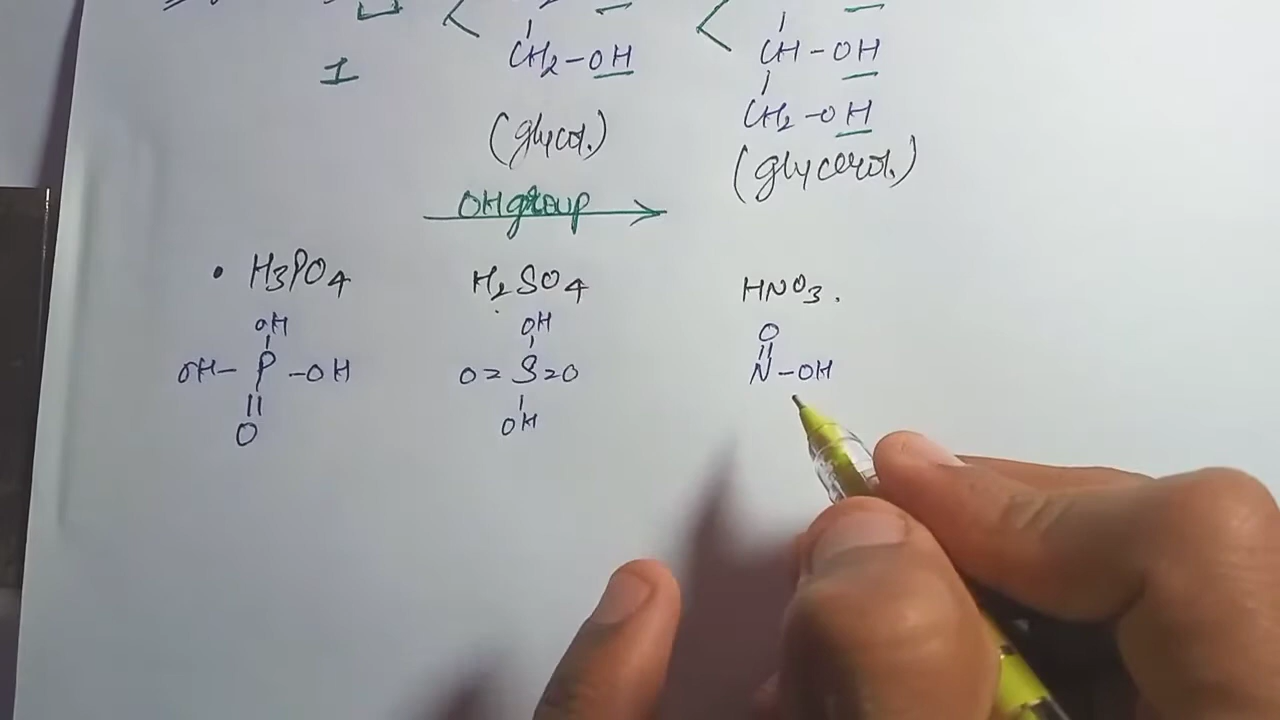 1
CH2-OH
CH-OH
CH2-OH
(glycol.)
(glycerol.)
OH group
• H3PO4
H2SO4
HNO3.
OH
OH-P-OH
||
O
OH
O=S=O
OH
O
||
N-OH